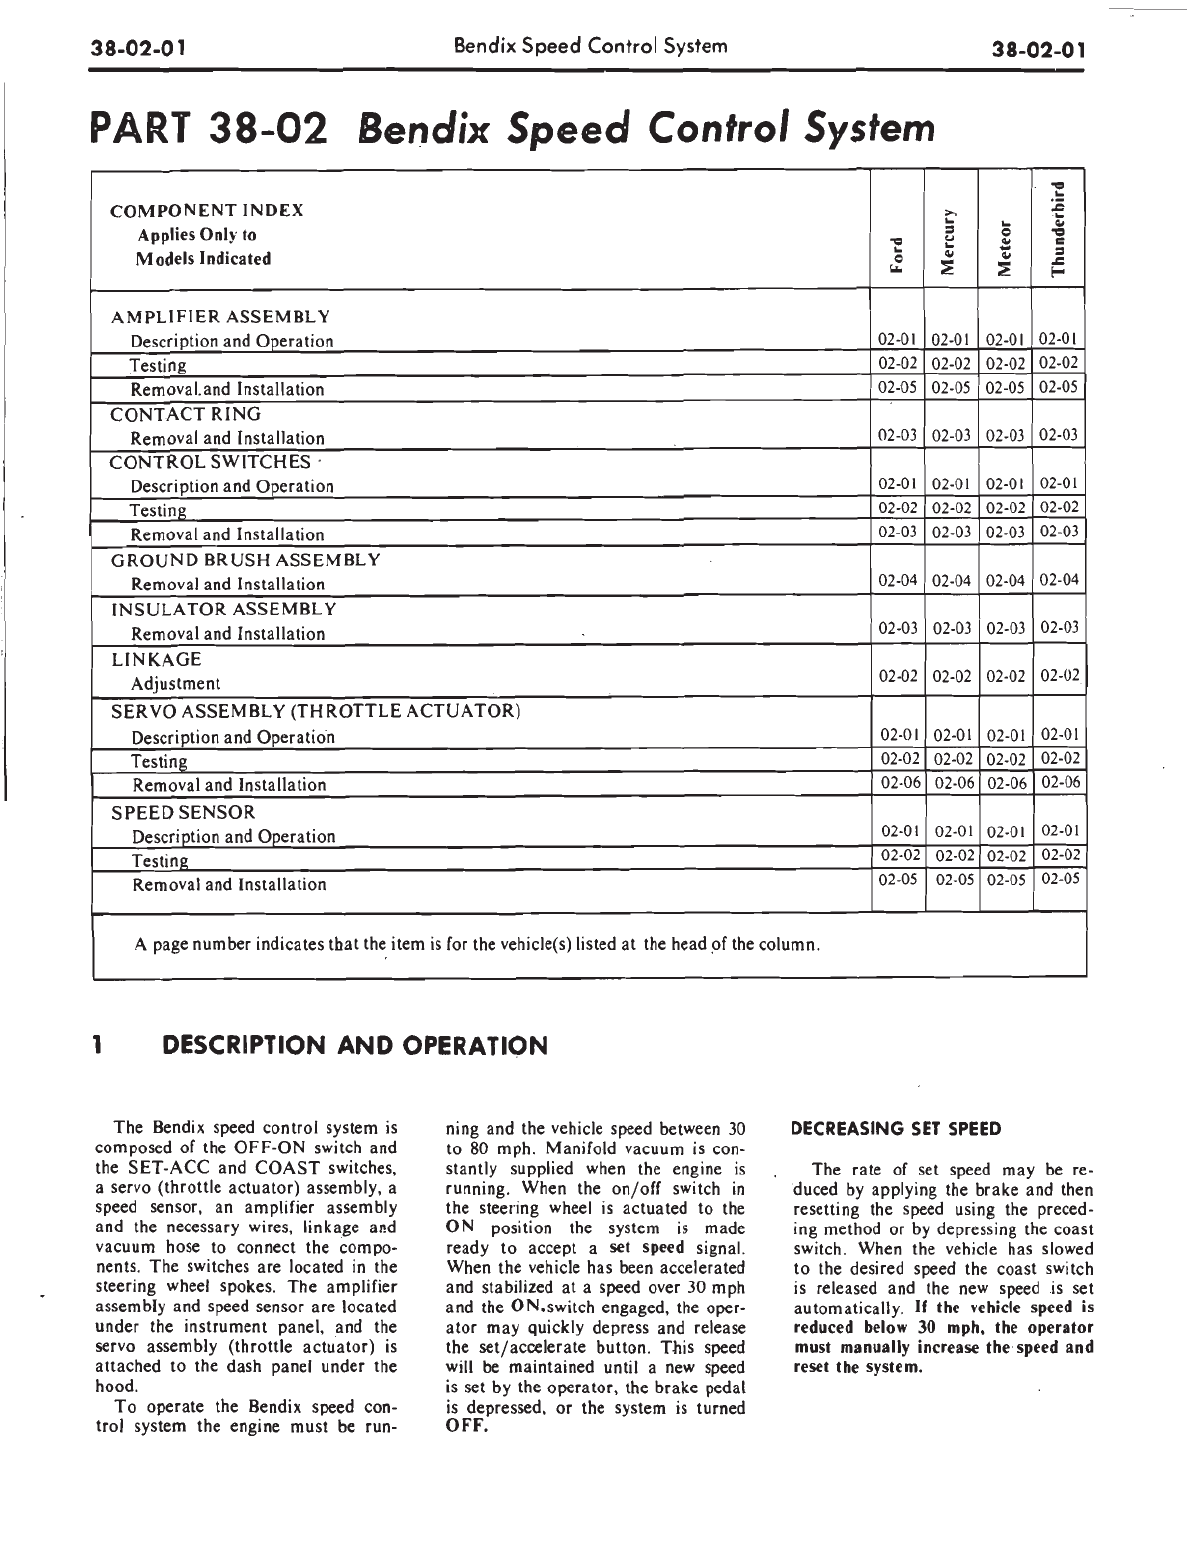 38-02-01 Bendix Speed Control System 38-02-01
PART 38-02 Bendix Speed Control System
COMPONENT INDEX
Applies Only to
Models Indicated
Ford Mercury Meteor Thunderbird
AMPLIFIER ASSEMBLY
Description and Operation 02-01 02-01 02-01 02-01
Testing 02-02 02-02 02-02 02-02
Removal and Installation 02-05 02-05 02-05 02-05
CONTACT RING
Removal and Installation 02-03 02-03 02-03 02-03
CONTROL SWITCHES
Description and Operation 02-01 02-01 02-01 02-01
Testing 02-02 02-02 02-02 02-02
Removal and Installation 02-03 02-03 02-03 02-03
GROUND BRUSH ASSEMBLY
Removal and Installation 02-04 02-04 02-04 02-04
INSULATOR ASSEMBLY
Removal and Installation 02-03 02-03 02-03 02-03
LINKAGE
Adjustment 02-02 02-02 02-02 02-02
SERVO ASSEMBLY (THROTTLE ACTUATOR)
Description and Operation 02-01 02-01 02-01 02-01
Testing 02-02 02-02 02-02 02-02
Removal and Installation 02-06 02-06 02-06 02-06
SPEED SENSOR
Description and Operation 02-01 02-01 02-01 02-01
Testing 02-02 02-02 02-02 02-02
Removal and Installation 02-05 02-05 02-05 02-05
A page number indicates that the item is for the vehicle(s) listed at the head of the column.
1 DESCRIPTION AND OPERATION
The Bendix speed control system is
composed of the OFF-ON switch and
the SET-ACC and COAST switches,
a servo (throttle actuator) assembly, a
speed sensor, an amplifier assembly
and the necessary wires, linkage and
vacuum hose to connect the compo-
nents. The switches are located in the
steering wheel spokes. The amplifier
assembly and speed sensor are located
under the instrument panel, and the
servo assembly (throttle actuator) is
attached to the dash panel under the
hood.
To operate the Bendix speed con-
trol system the engine must be run-
ning and the vehicle speed between 30
to 80 mph. Manifold vacuum is con-
stantly supplied when the engine is
running. When the on/off switch in
the steering wheel is actuated to the
ON position the system is made
ready to accept a set speed signal.
When the vehicle has been accelerated
and stabilized at a speed over 30 mph
and the ON switch engaged, the oper-
ator may quickly depress and release
the set/accelerate button. This speed
will be maintained until a new speed
is set by the operator, the brake pedal
is depressed, or the system is turned
OFF.
DECREASING SET SPEED
The rate of set speed may be re-
duced by applying the brake and then
resetting the speed using the preced-
ing method or by depressing the coast
switch. When the vehicle has slowed
to the desired speed the coast switch
is released and the new speed is set
automatically. If the vehicle speed is
reduced below 30 mph, the operator
must manually increase the speed and
reset the system.